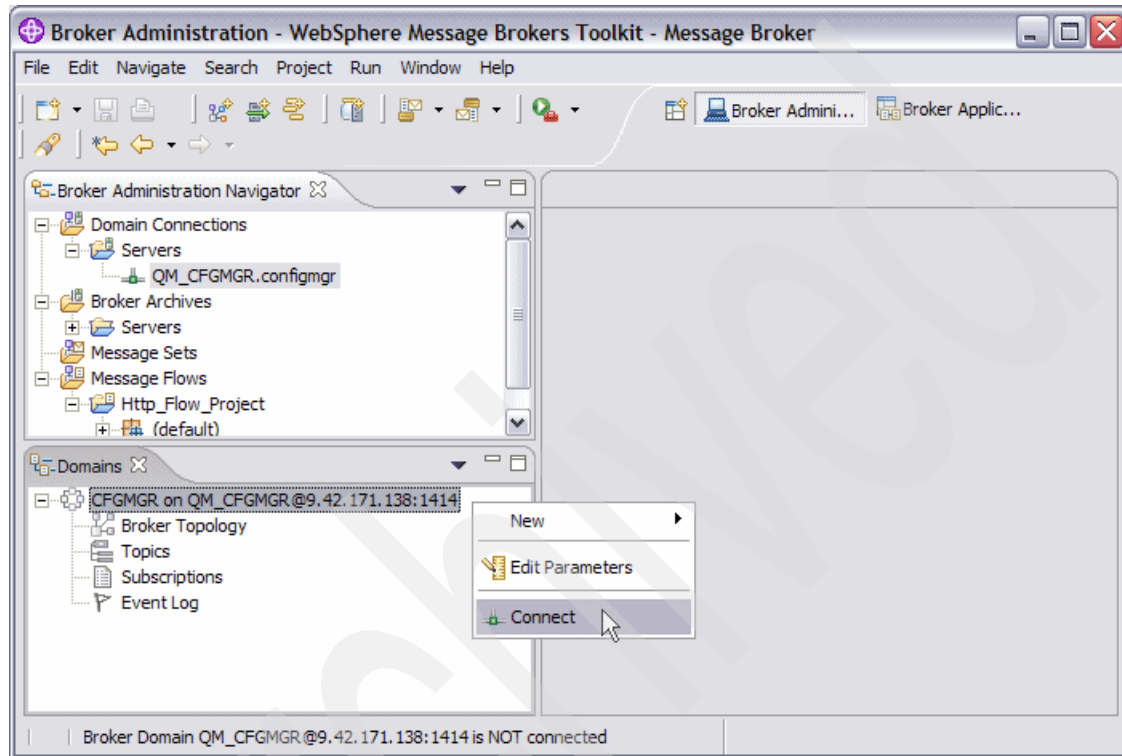 Broker Administration - WebSphere Message Brokers Toolkit - Message Broker
File Edit Navigate Search Project Run Window Help
Broker Admini... Broker Applic...
Broker Administration Navigator
Domain Connections
Servers
QM_CFGMGR.configmgr
Broker Archives
Servers
Message Sets
Message Flows
Http_Flow_Project
(default)
Domains
CFGMGR on QM_CFGMGR@9.42.171.138:1414
Broker Topology
Topics
Subscriptions
Event Log
New
Edit Parameters
Connect
Broker Domain QM_CFGMGR@9.42.171.138:1414 is NOT connected